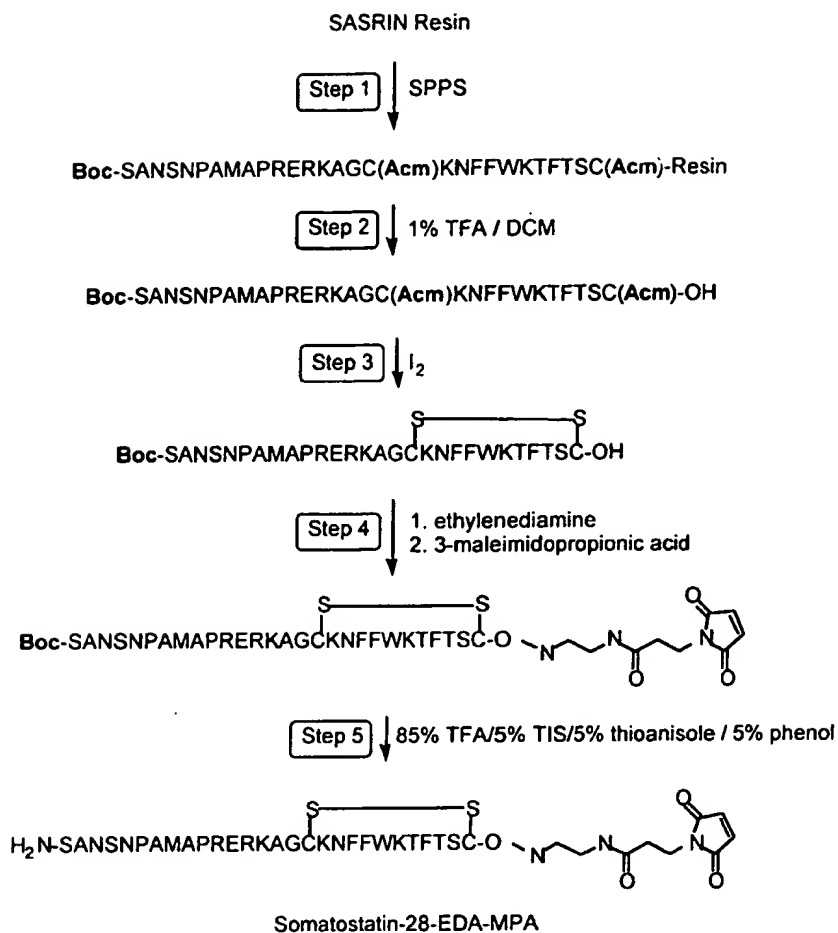 SASRIN Resin
Step 1 SPPS
Boc-SANSNPAMAPRERKAGC(Acm)KNFFWKTFTSC(Acm)-Resin
Step 2 1% TFA / DCM
Boc-SANSNPAMAPRERKAGC(Acm)KNFFWKTFTSC(Acm)-OH
Step 3 I2
S S
Boc-SANSNPAMAPRERKAGCKNFFWKTFTSC-OH
Step 4 1. ethylenediamine
2. 3-maleimidopropionic acid
S S O
Boc-SANSNPAMAPRERKAGCKNFFWKTFTSC-O N N N
O O
Step 5 85% TFA/5% TIS/5% thioanisole / 5% phenol
S S O
H2N-SANSNPAMAPRERKAGCKNFFWKTFTSC-O N N N
O O
Somatostatin-28-EDA-MPA